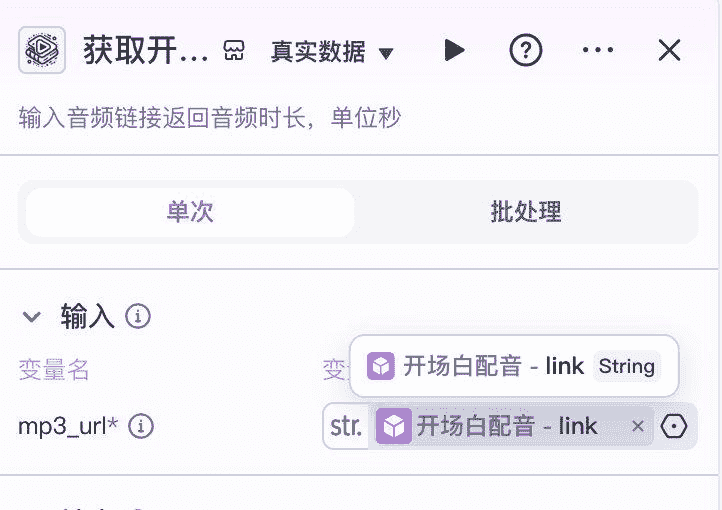 获取开... 真实数据
输入音频链接返回音频时长，单位秒
单次 批处理
输入
开场白配音 - link String
变量名 变
mp3_url* str. 开场白配音 - link